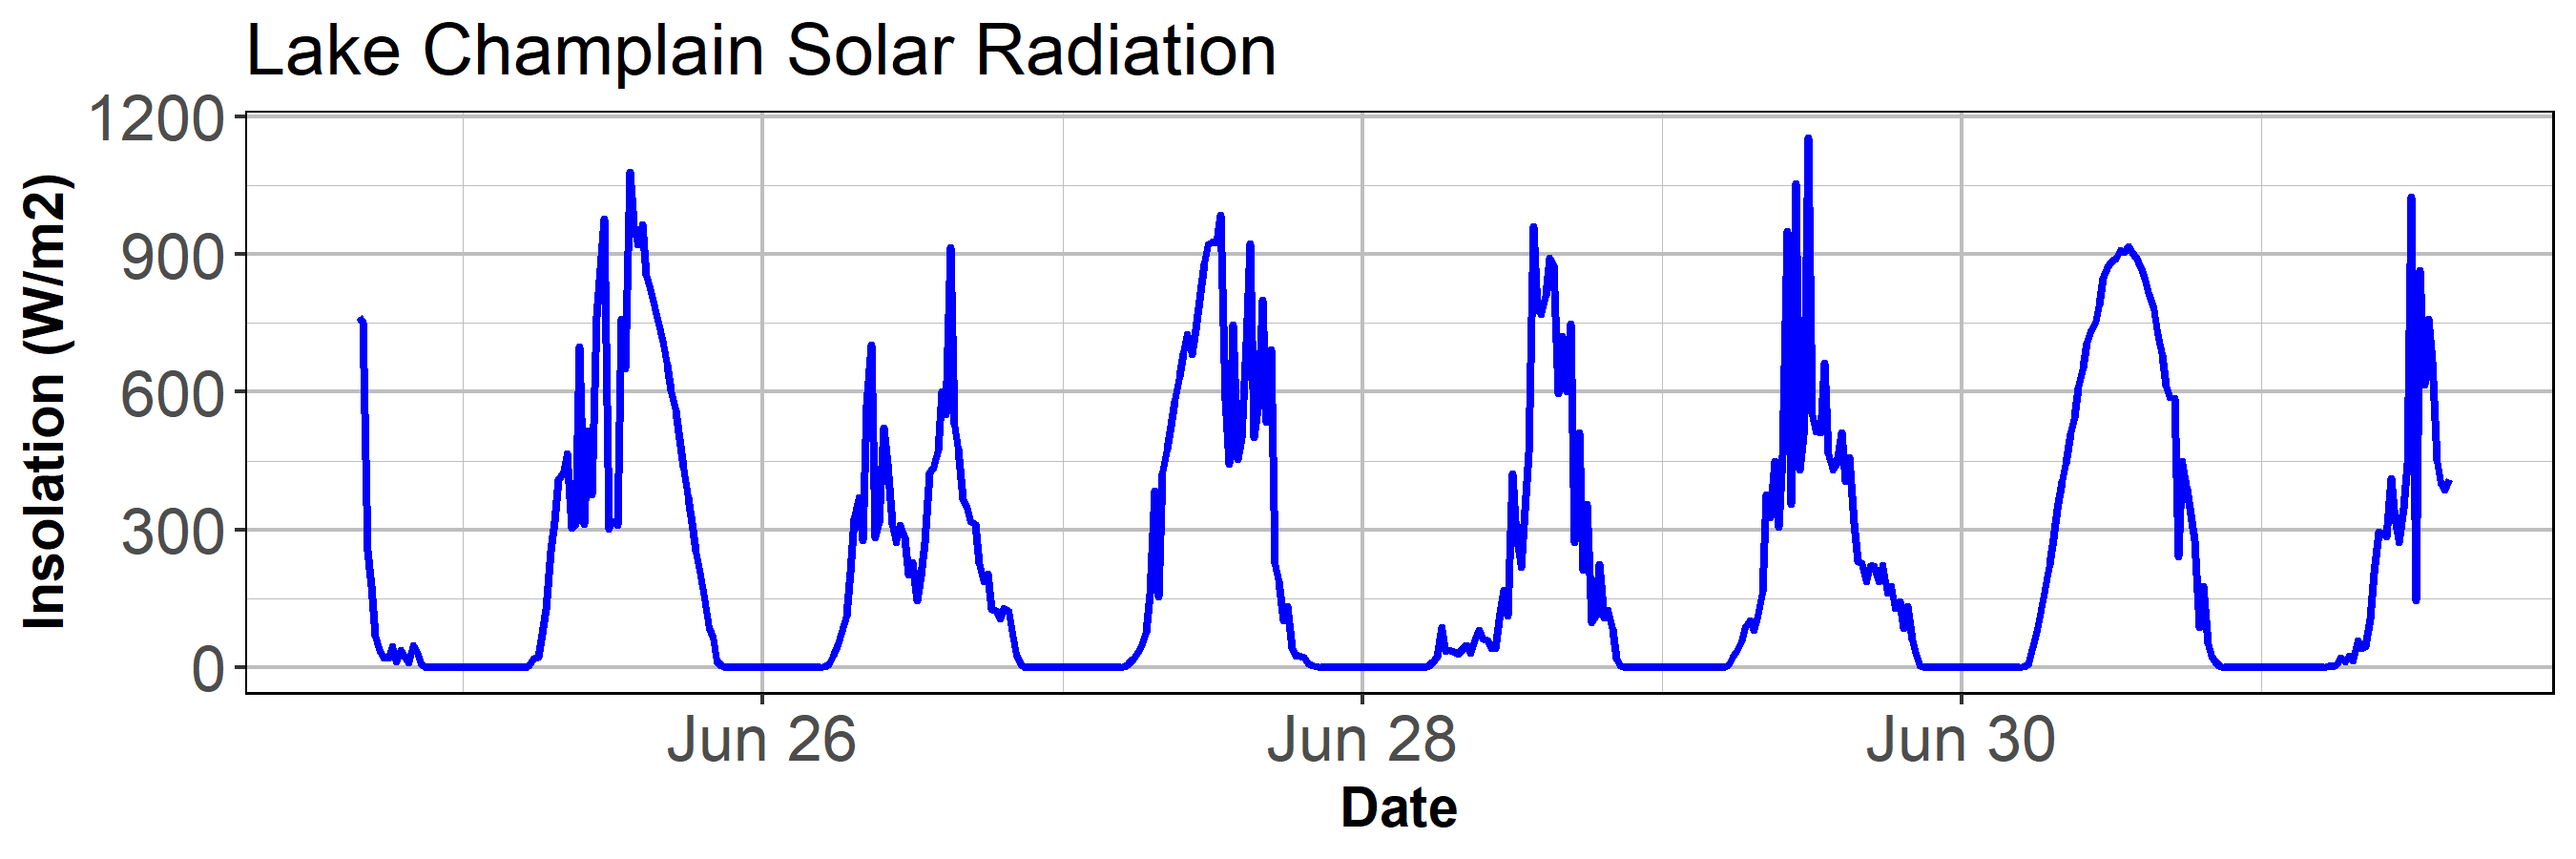 Lake Champlain Solar Radiation
1200
900
600
300
0
Insolation (W/m2)
Jun 26
Jun 28
Jun 30
Date